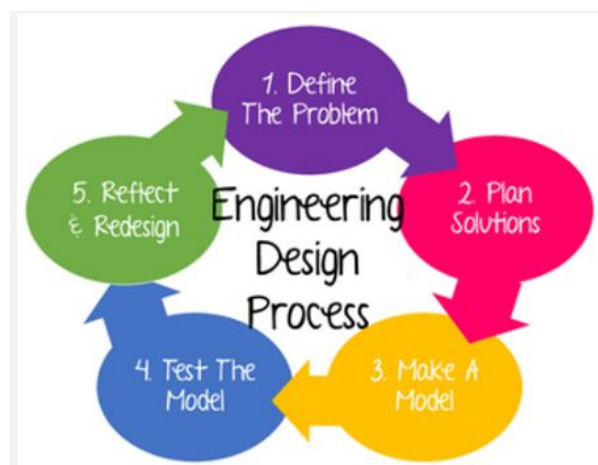 1. Define
The Problem
2. Plan
Solutions
3. Make A
Model
4. Test The
Model
5. Reflect
& Redesign
Engineering
Design
Process